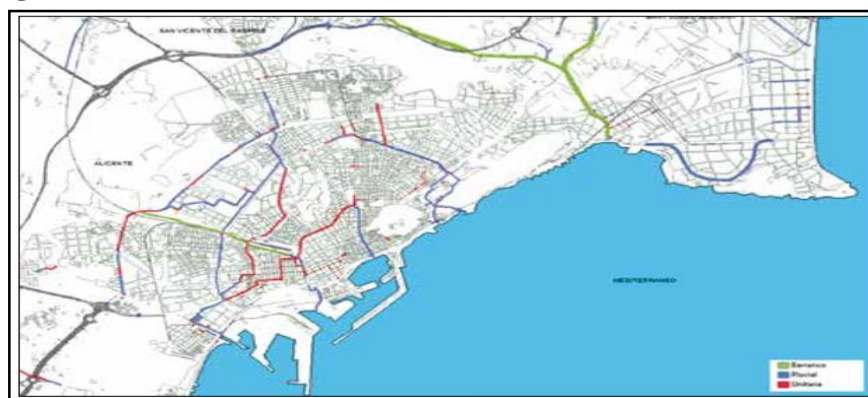 SAN VICENTE DEL RASPEIG
ALICANTE
MEDITERRANEO
Barranco
Pluvial
Unitaria